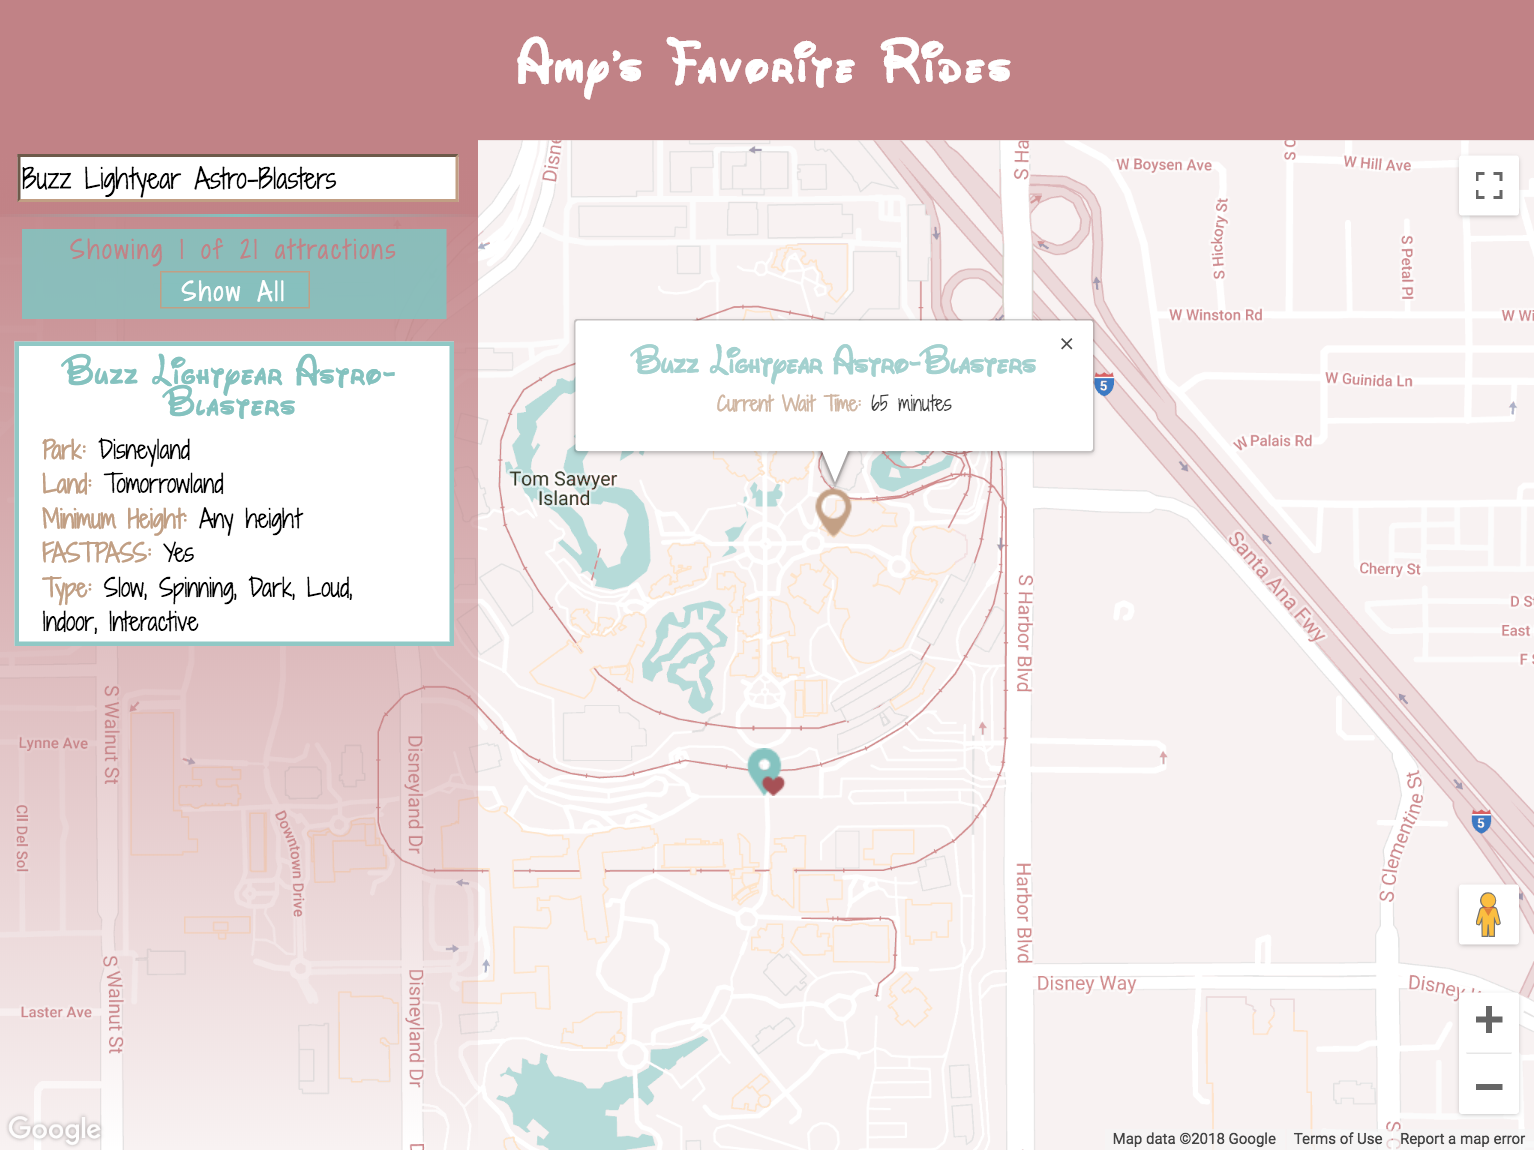 Amy's Favorite Rides
Buzz Lightyear Astro-Blasters
Showing 1 of 21 attractions
Show All
Buzz Lightyear Astro-
Blasters
Park: Disneyland
Land: Tomorrowland
Minimum Height: Any height
FASTPASS: Yes
Type: Slow, Spinning, Dark, Loud,
Indoor, Interactive
Buzz Lightyear Astro-Blasters
Current Wait Time: 65 minutes
×
Tom Sawyer
Island
W Boysen Ave
W Hill Ave
S Hickory St
S Petal Pl
W Winston Rd
W Wi
W Guinida Ln
W Palais Rd
5
Santa Ana Fwy
Cherry St
D St
East
F S
S Harbor Blvd
Harbor Blvd
S Clementine St
5
Disney Way
Disney
S Walnut St
Lynne Ave
Cll Del Sol
Downtown Drive
Disneyland Dr
S Walnut St
Laster Ave
Disneyland Dr
Google
Map data ©2018 Google
Terms of Use
Report a map error